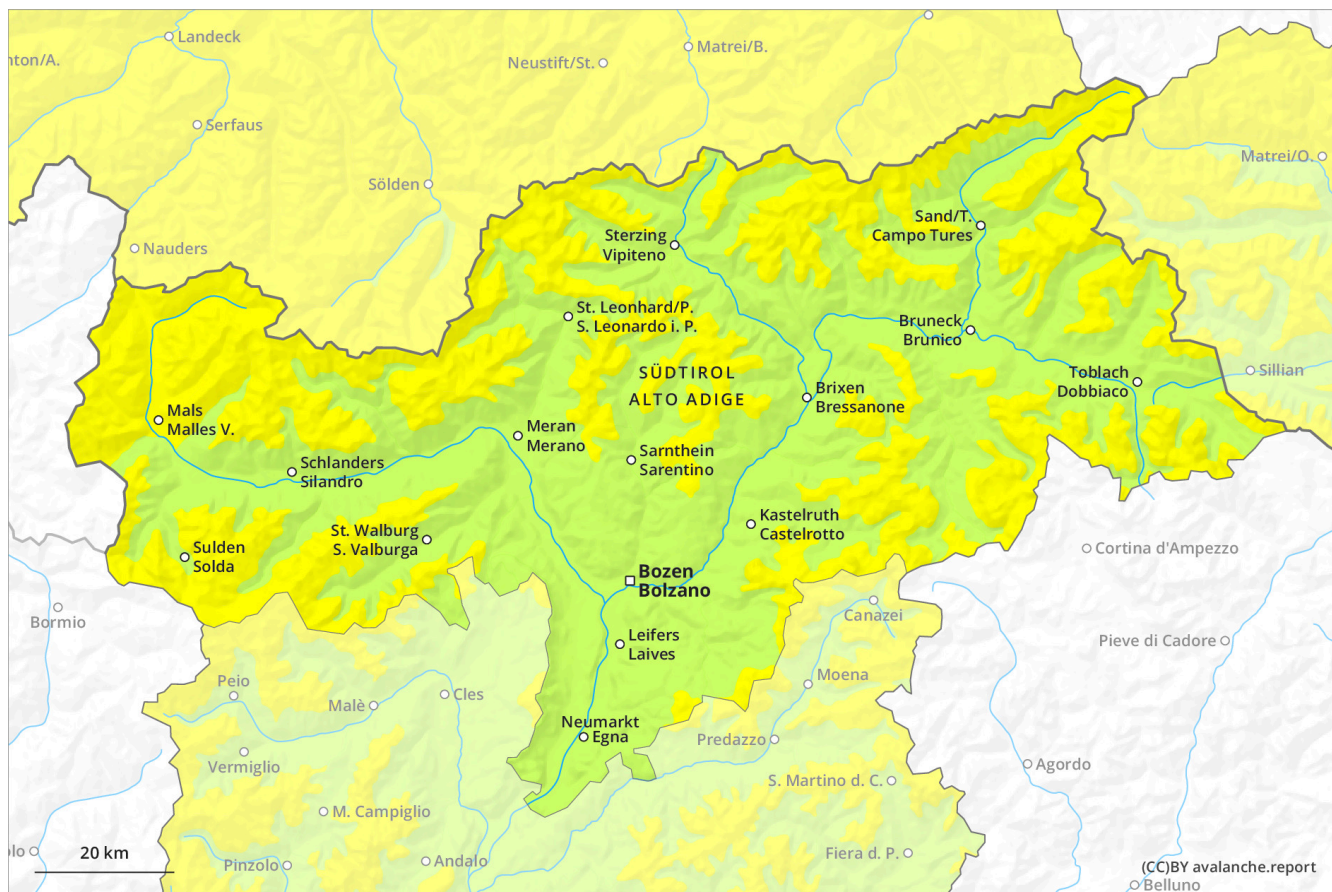 Landeck
nton/A.
Matrei/B.
Neustift/St.
Serfaus
Matrei/O.
Sölden
Sand/T.
Campo Tures
Nauders
Sterzing
Vipiteno
St. Leonhard/P.
S. Leonardo i. P.
Bruneck
Brunico
SÜDTIROL
ALTO ADIGE
Toblach
Dobbiaco
Sillian
Brixen
Bressanone
Mals
Malles V.
Meran
Merano
Schlanders
Silandro
Sarnthein
Sarentino
Kastelruth
Castelrotto
St. Walburg
S. Valburga
Sulden
Solda
Cortina d'Ampezzo
Bozen
Bolzano
Bormio
Canazei
Leifers
Laives
Pieve di Cadore
Peio
Moena
Malè
Cles
Neumarkt
Egna
Predazzo
Vermiglio
Agordo
S. Martino d. C.
M. Campiglio
olo
20 km
Pinzolo
Andalo
Fiera d. P.
(CC)BY avalanche.report
Belluno